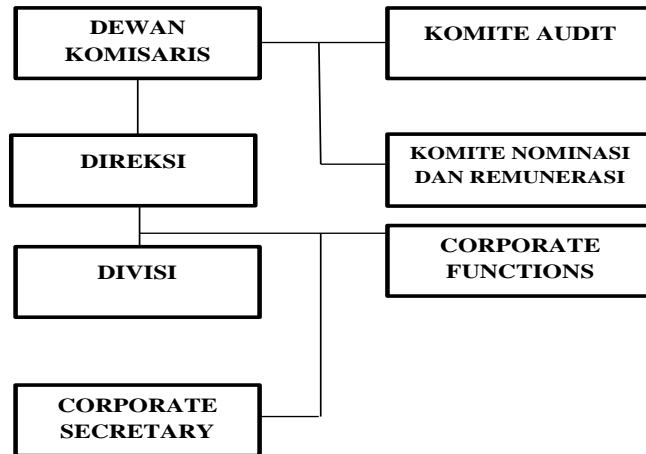 DEWAN
KOMISARIS
KOMITE AUDIT
DIREKSI
KOMITE NOMINASI
DAN REMUNERASI
DIVISI
CORPORATE
FUNCTIONS
CORPORATE
SECRETARY